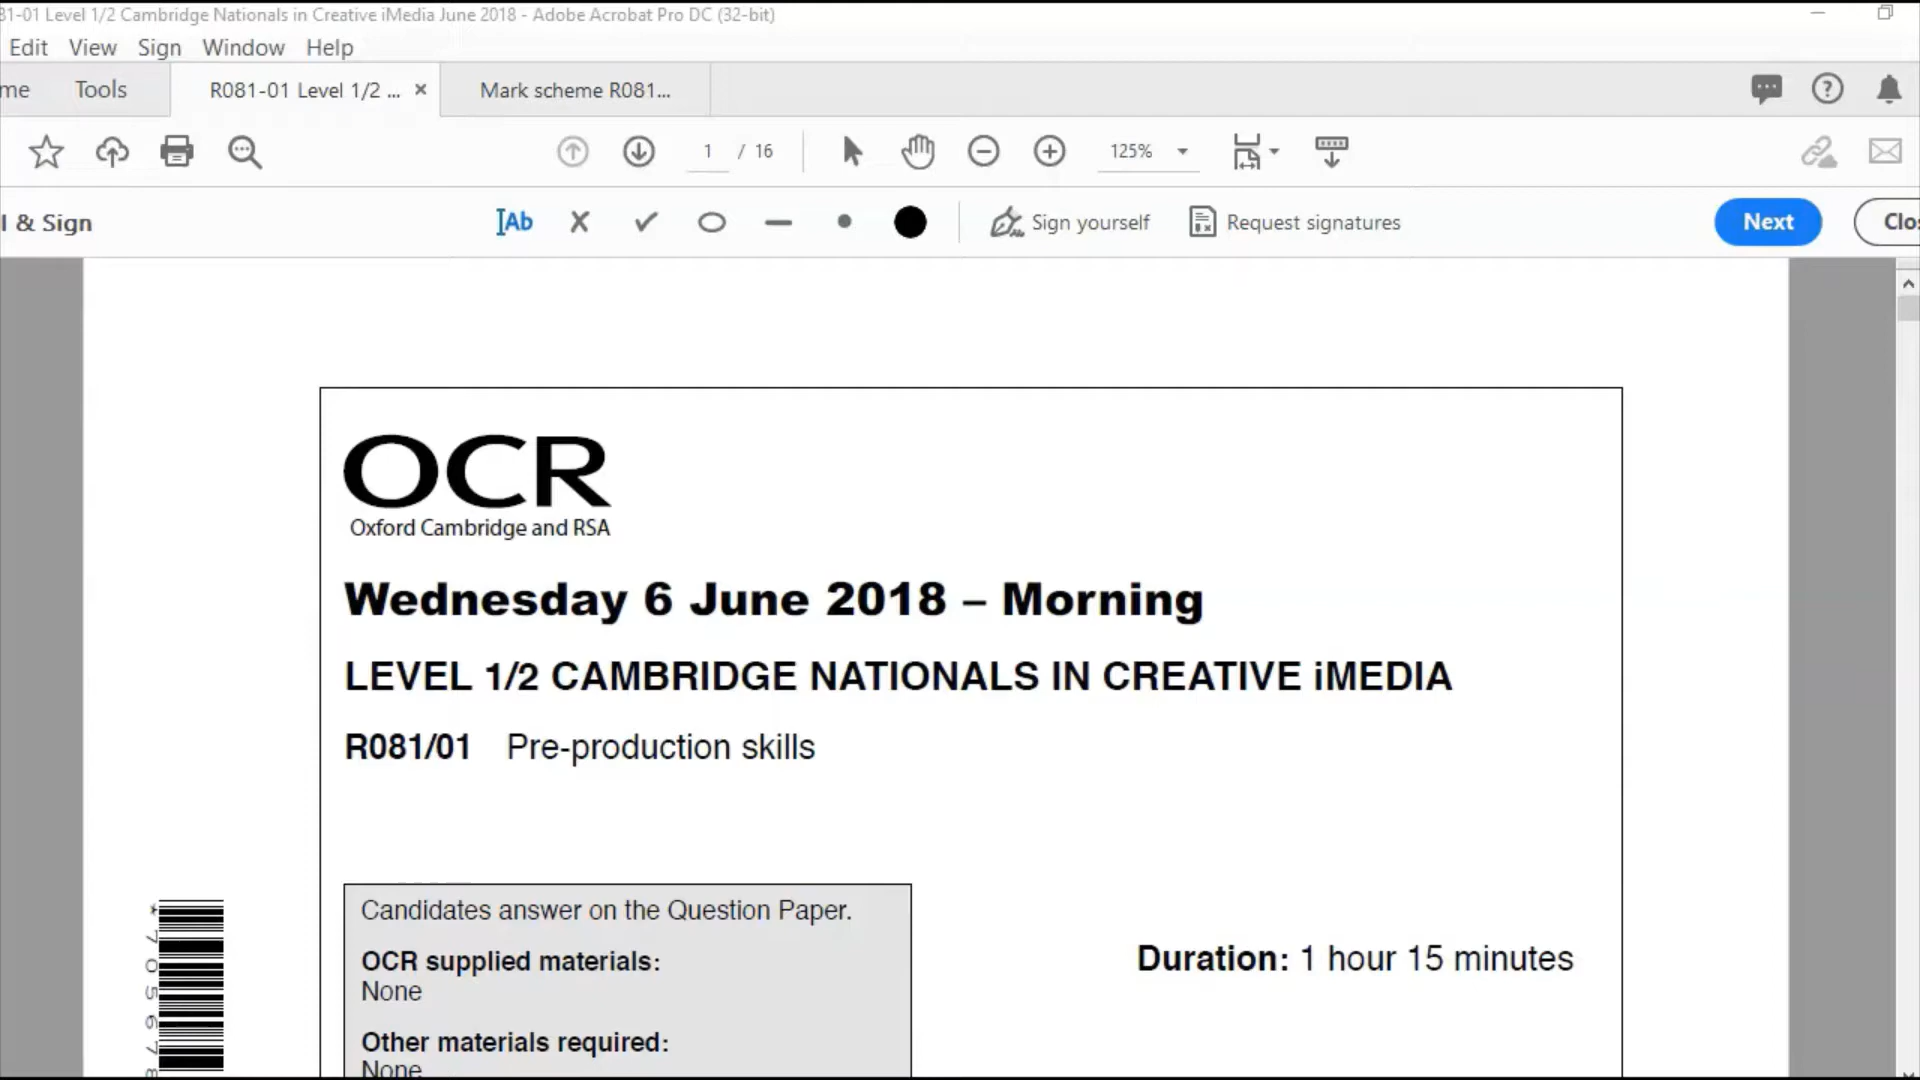 81-01 Level 1/2 Cambridge Nationals in Creative iMedia June 2018 - Adobe Acrobat Pro DC (32-bit)
Edit View Sign Window Help
me Tools R081-01 Level 1/2 ... × Mark scheme R081...
1 / 16 125%
l & Sign Ab Sign yourself Request signatures Next Clo
OCR
Oxford Cambridge and RSA
Wednesday 6 June 2018 – Morning
LEVEL 1/2 CAMBRIDGE NATIONALS IN CREATIVE iMEDIA
R081/01 Pre-production skills
Candidates answer on the Question Paper.
OCR supplied materials:
None
Other materials required:
None
Duration: 1 hour 15 minutes
*705678